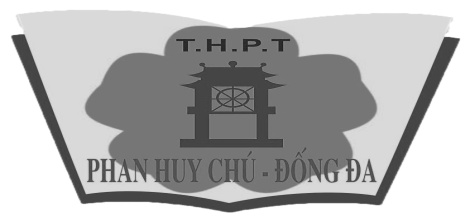 T.H.P.T
PHAN HUY CHÚ - ĐỐNG ĐA